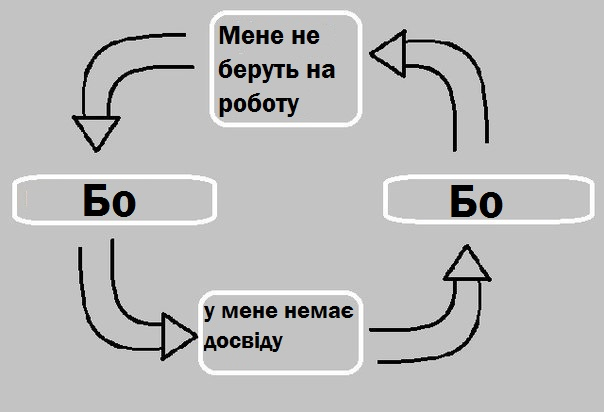 Мене не
беруть на
роботу
Бо
Бо
у мене немає
досвіду